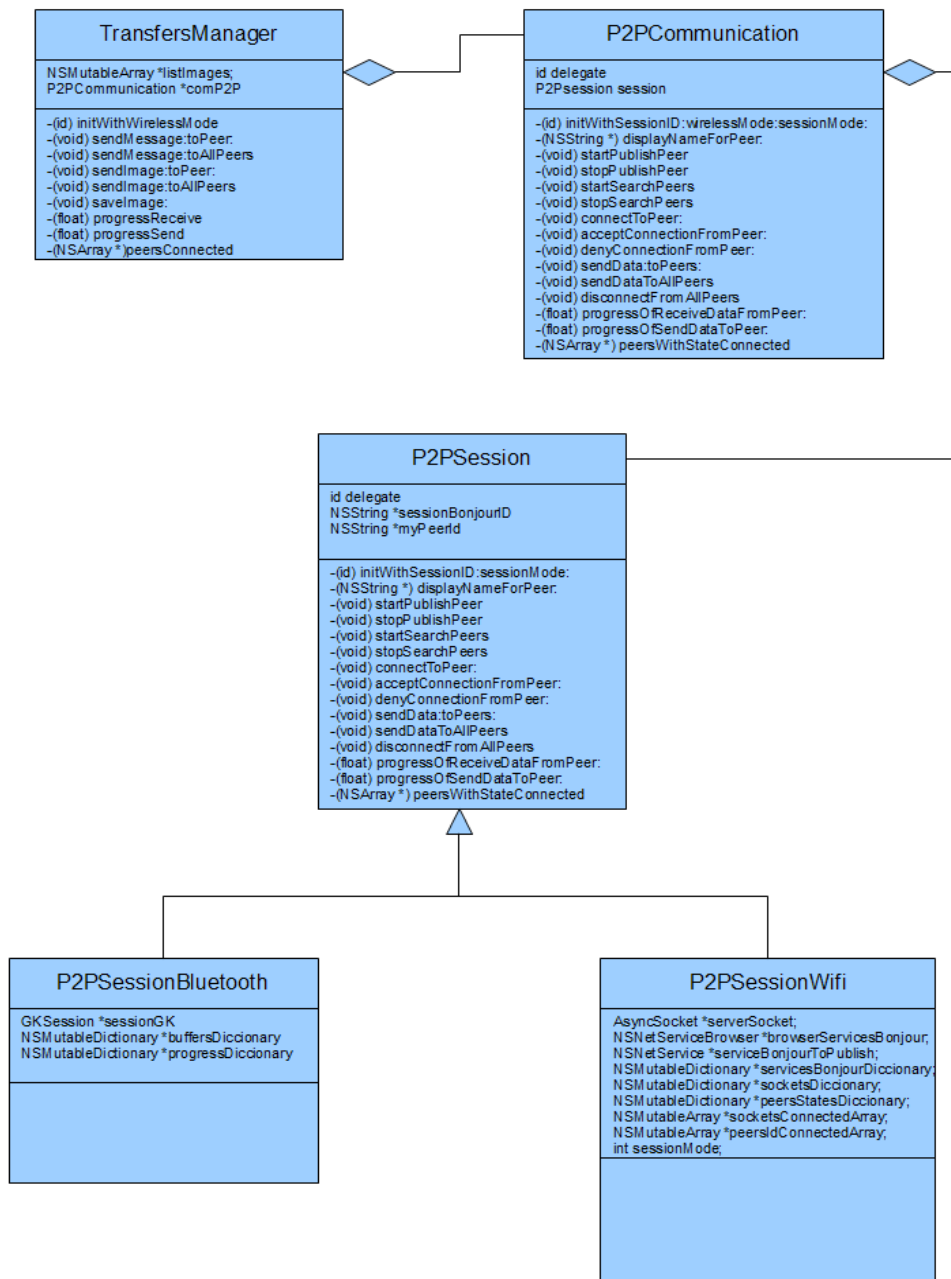 TransfersManager
NSMutableArray *listImages;
P2PCommunication *comP2P
-(id) initWithWirelessMode
-(void) sendMessage:toPeer:
-(void) sendMessage:toAllPeers
-(void) sendImage:toPeer:
-(void) sendImage:toAllPeers
-(void) saveImage:
-(float) progressReceive
-(float) progressSend
-(NSArray *)peersConnected
P2PCommunication
id delegate
P2Psession session
-(id) initWithSessionID:wirelessMode:sessionMode:
-(NSString *) displayNameForPeer:
-(void) startPublishPeer
-(void) stopPublishPeer
-(void) startSearchPeers
-(void) stopSearchPeers
-(void) connectToPeer:
-(void) acceptConnectionFromPeer:
-(void) denyConnectionFromPeer:
-(void) sendData:toPeers:
-(void) sendDataToAllPeers
-(void) disconnectFromAllPeers
-(float) progressOfReceiveDataFromPeer:
-(float) progressOfSendDataToPeer:
-(NSArray *) peersWithStateConnected
P2PSession
id delegate
NSString *sessionBonjourID
NSString *myPeerId
-(id) initWithSessionID:sessionMode:
-(NSString *) displayNameForPeer:
-(void) startPublishPeer
-(void) stopPublishPeer
-(void) startSearchPeers
-(void) stopSearchPeers
-(void) connectToPeer:
-(void) acceptConnectionFromPeer:
-(void) denyConnectionFromPeer:
-(void) sendData:toPeers:
-(void) sendDataToAllPeers
-(void) disconnectFromAllPeers
-(float) progressOfReceiveDataFromPeer:
-(float) progressOfSendDataToPeer:
-(NSArray *) peersWithStateConnected
P2PSessionBluetooth
GKSession *sessionGK
NSMutableDictionary *buffersDiccionary
NSMutableDictionary *progressDiccionary
P2PSessionWifi
AsyncSocket *serverSocket;
NSNetServiceBrowser *browserServicesBonjour;
NSNetService *serviceBonjourToPublish;
NSMutableDictionary *servicesBonjourDiccionary;
NSMutableDictionary *socketsDiccionary;
NSMutableDictionary *peersStatesDiccionary;
NSMutableArray *socketsConnectedArray;
NSMutableArray *peersIdConnectedArray;
int sessionMode;